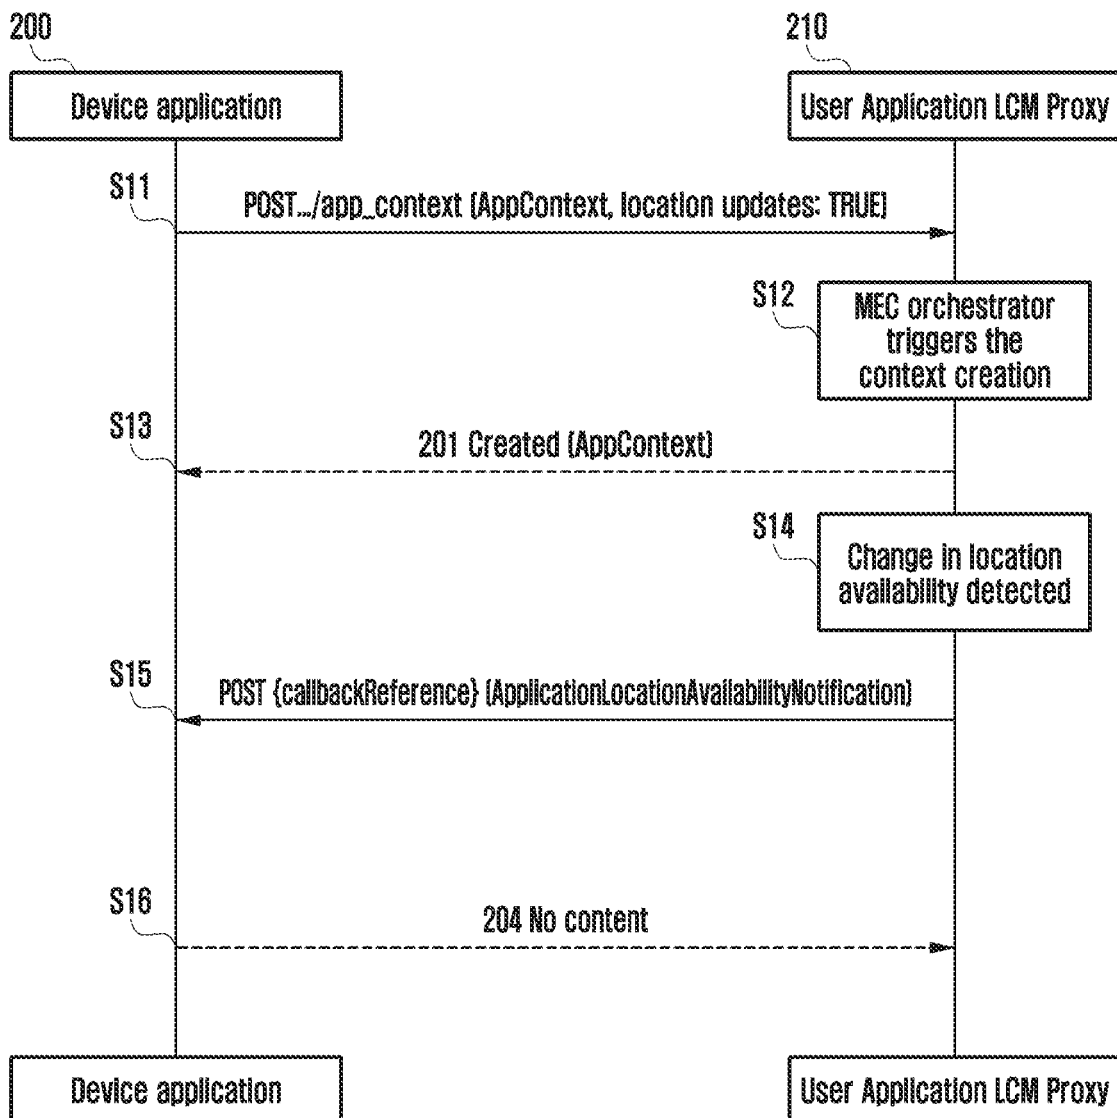 200
210
Device application
User Application LCM Proxy
S11
POST.../app_context (AppContext, location updates: TRUE)
S12
MEC orchestrator
triggers the
context creation
S13
201 Created (AppContext)
S14
Change in location
availability detected
S15
POST {callbackReference} (ApplicationLocationAvailabilityNotification)
S16
204 No content
Device application
User Application LCM Proxy